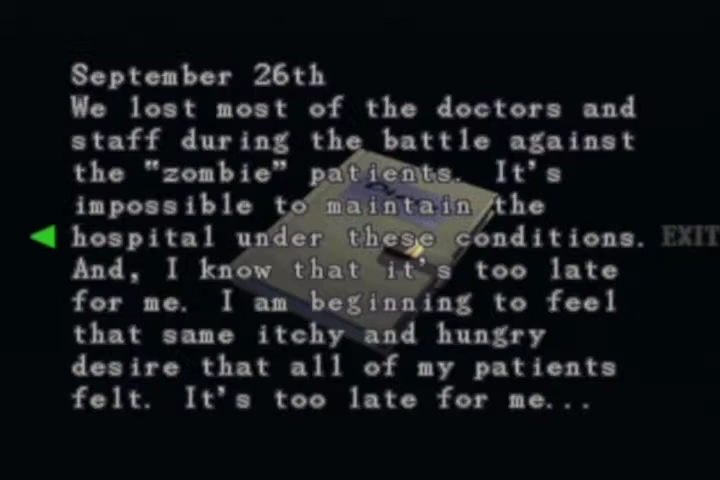 September 26th
We lost most of the doctors and
staff during the battle against
the "zombie" patients. It's
impossible to maintain the
hospital under these conditions. EXIT
And, I know that it's too late
for me. I am beginning to feel
that same itchy and hungry
desire that all of my patients
felt. It's too late for me...